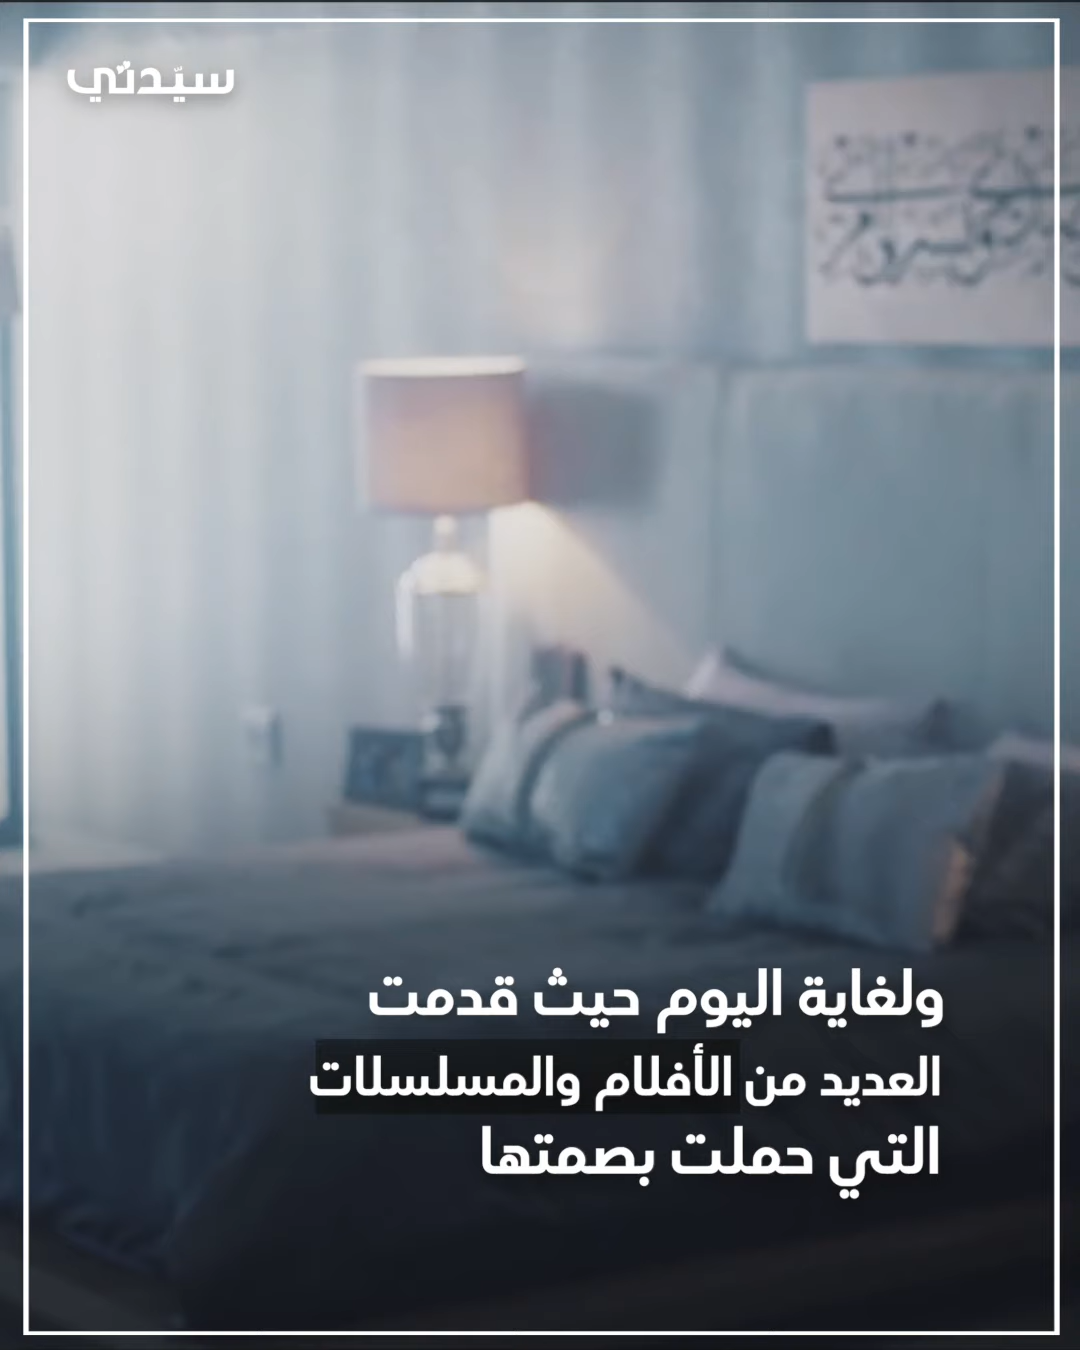 سيّدتي
ولغاية اليوم حيث قدمت
العديد من الأفلام والمسلسلات
التي حملت بصمتها